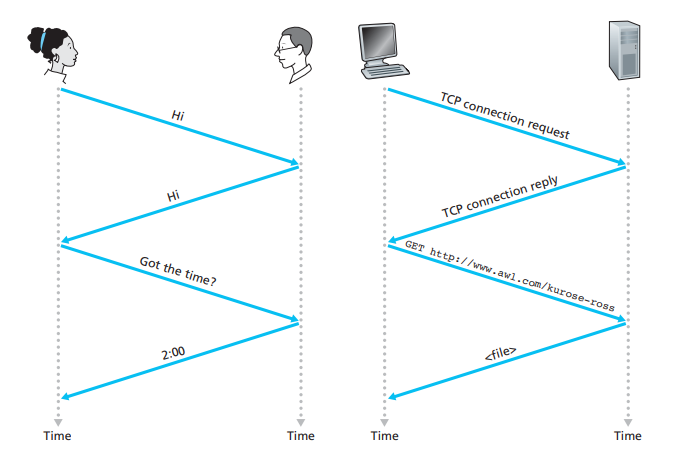 Hi
Hi
Got the time?
2:00
Time
Time
TCP connection request
TCP connection reply
GET http://www.awl.com/kurose-ross
<file>
Time
Time